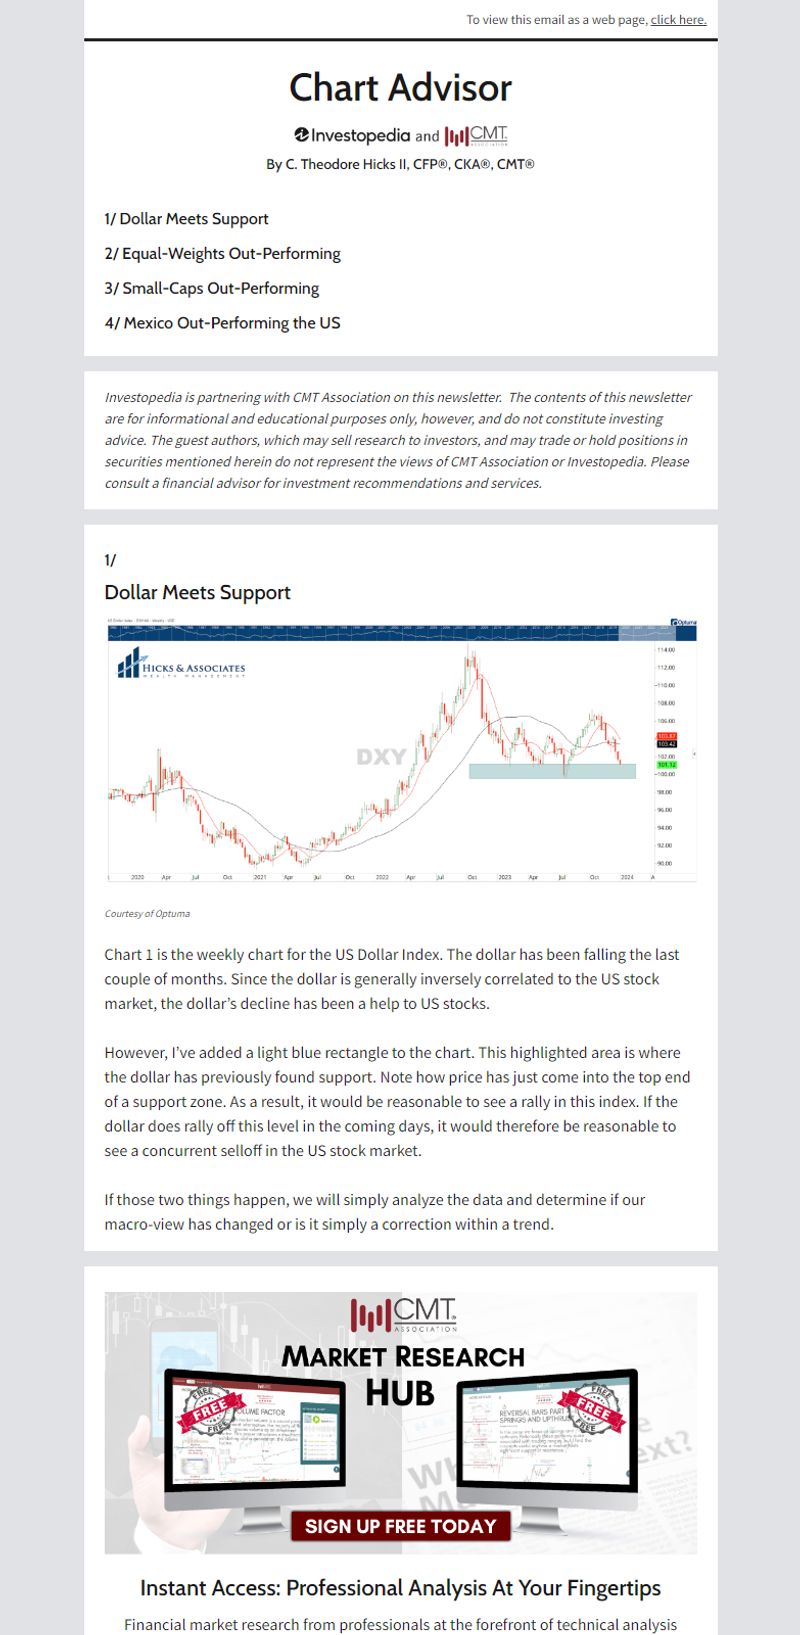 To view this email as a web page, click here.
Chart Advisor
Investopedia and CMT
ASSOCIATION
By C. Theodore Hicks II, CFP®, CKA®, CMT®
1/ Dollar Meets Support
2/ Equal-Weights Out-Performing
3/ Small-Caps Out-Performing
4/ Mexico Out-Performing the US
Investopedia is partnering with CMT Association on this newsletter. The contents of this newsletter
are for informational and educational purposes only, however, and do not constitute investing
advice. The guest authors, which may sell research to investors, and may trade or hold positions in
securities mentioned herein do not represent the views of CMT Association or Investopedia. Please
consult a financial advisor for investment recommendations and services.
1/
Dollar Meets Support
Optuma
HICKS & ASSOCIATES
WEALTH MANAGEMENT
DXY
114.00
112.00
110.00
108.00
106.00
103.87
103.42
102.00
101.12
100.00
98.00
96.00
94.00
92.00
90.00
2020 Apr Jul Oct 2021 Apr Jul Oct 2022 Apr Jul Oct 2023 Apr Jul Oct 2024 A
Courtesy of Optuma
Chart 1 is the weekly chart for the US Dollar Index. The dollar has been falling the last
couple of months. Since the dollar is generally inversely correlated to the US stock
market, the dollar’s decline has been a help to US stocks.
However, I’ve added a light blue rectangle to the chart. This highlighted area is where
the dollar has previously found support. Note how price has just come into the top end
of a support zone. As a result, it would be reasonable to see a rally in this index. If the
dollar does rally off this level in the coming days, it would therefore be reasonable to
see a concurrent selloff in the US stock market.
If those two things happen, we will simply analyze the data and determine if our
macro-view has changed or is it simply a correction within a trend.
CMT
ASSOCIATION
MARKET RESEARCH
HUB
FREE
FREE
FREE
FREE
FREE
FREE
VOLUME FACTOR
REVERSAL BARS PART
SPRINGS AND UPTHRUS
SIGN UP FREE TODAY
Instant Access: Professional Analysis At Your Fingertips
Financial market research from professionals at the forefront of technical analysis